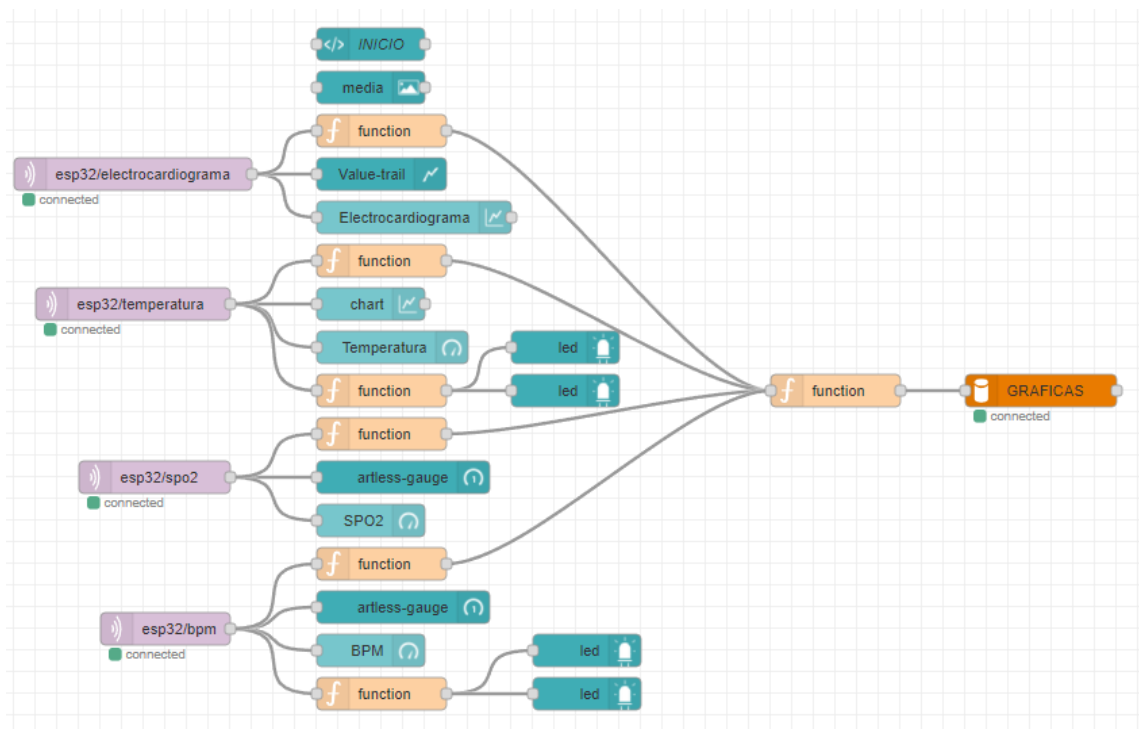 INICIO
media
function
esp32/electrocardiograma
connected
Value-trail
Electrocardiograma
function
esp32/temperatura
connected
chart
Temperatura
led
function
led
function
GRAFICAS
connected
function
esp32/spo2
connected
artless-gauge
SPO2
function
artless-gauge
esp32/bpm
connected
BPM
led
function
led